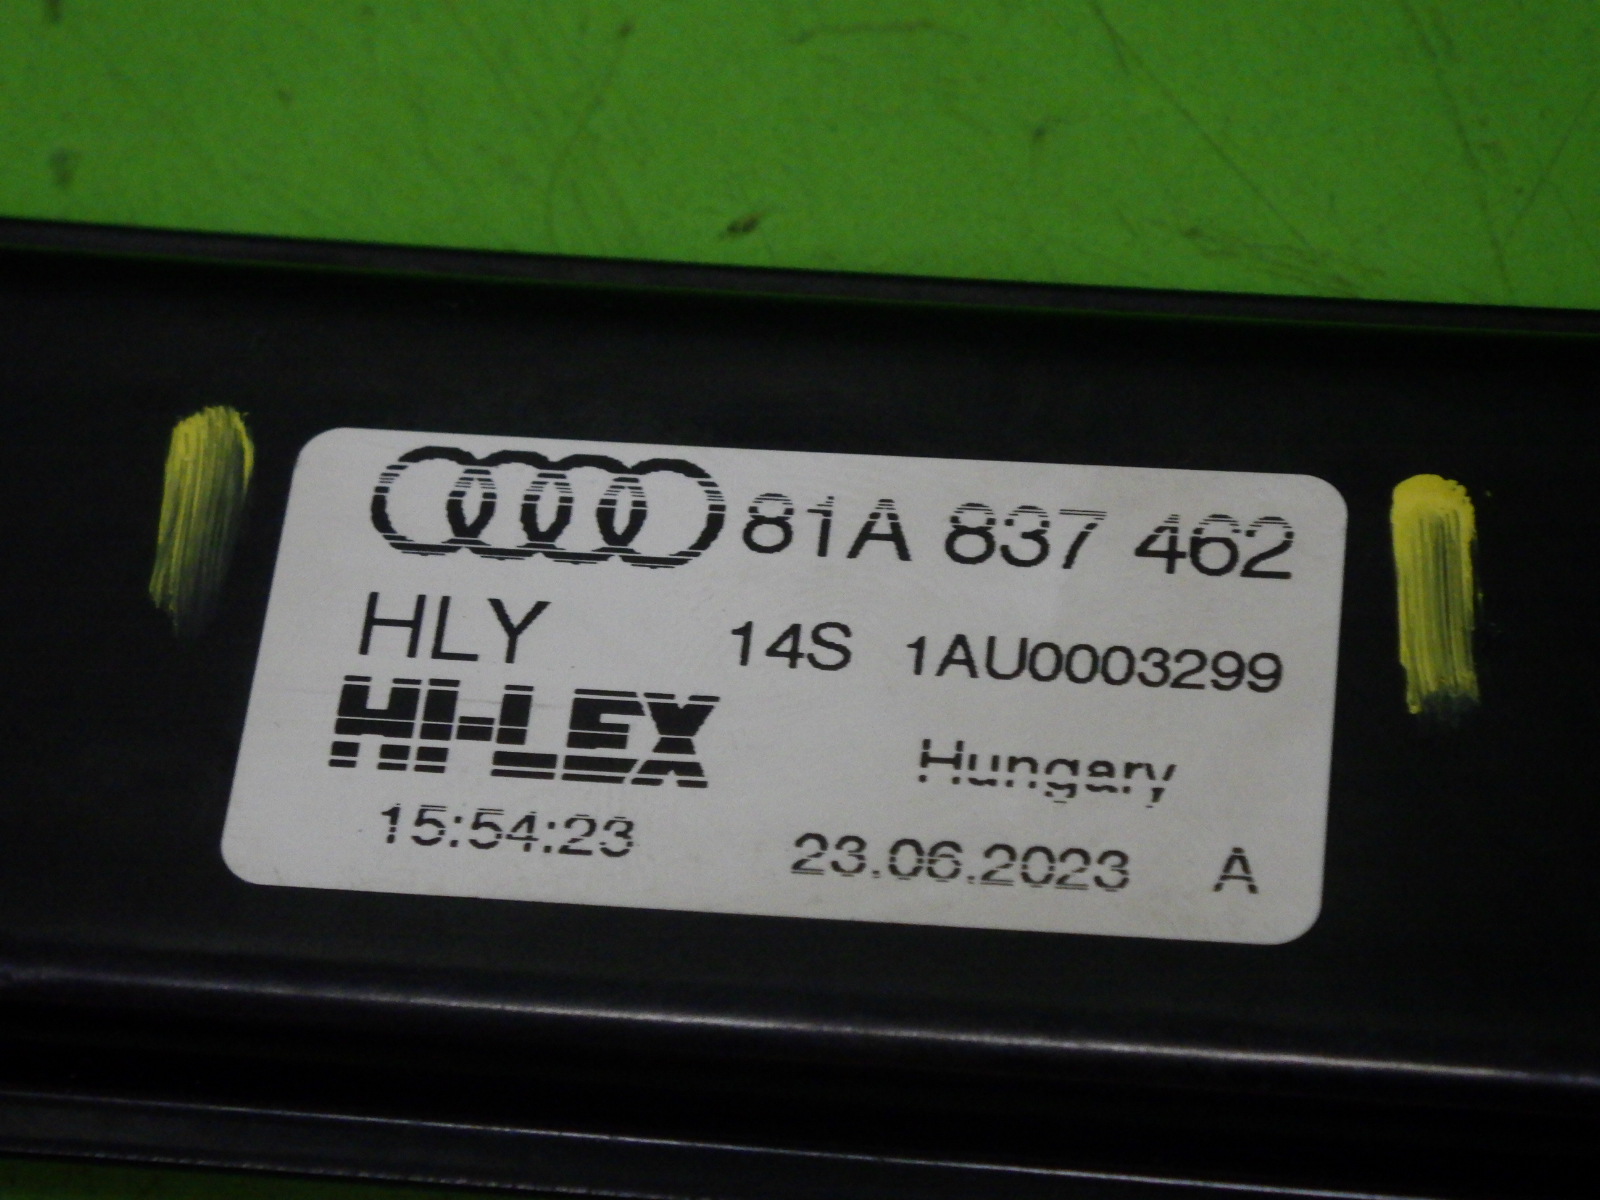 81A 837 462
HLY 14S 1AU0003299
HI-LEX Hungary
15:54:23 23.06.2023 A